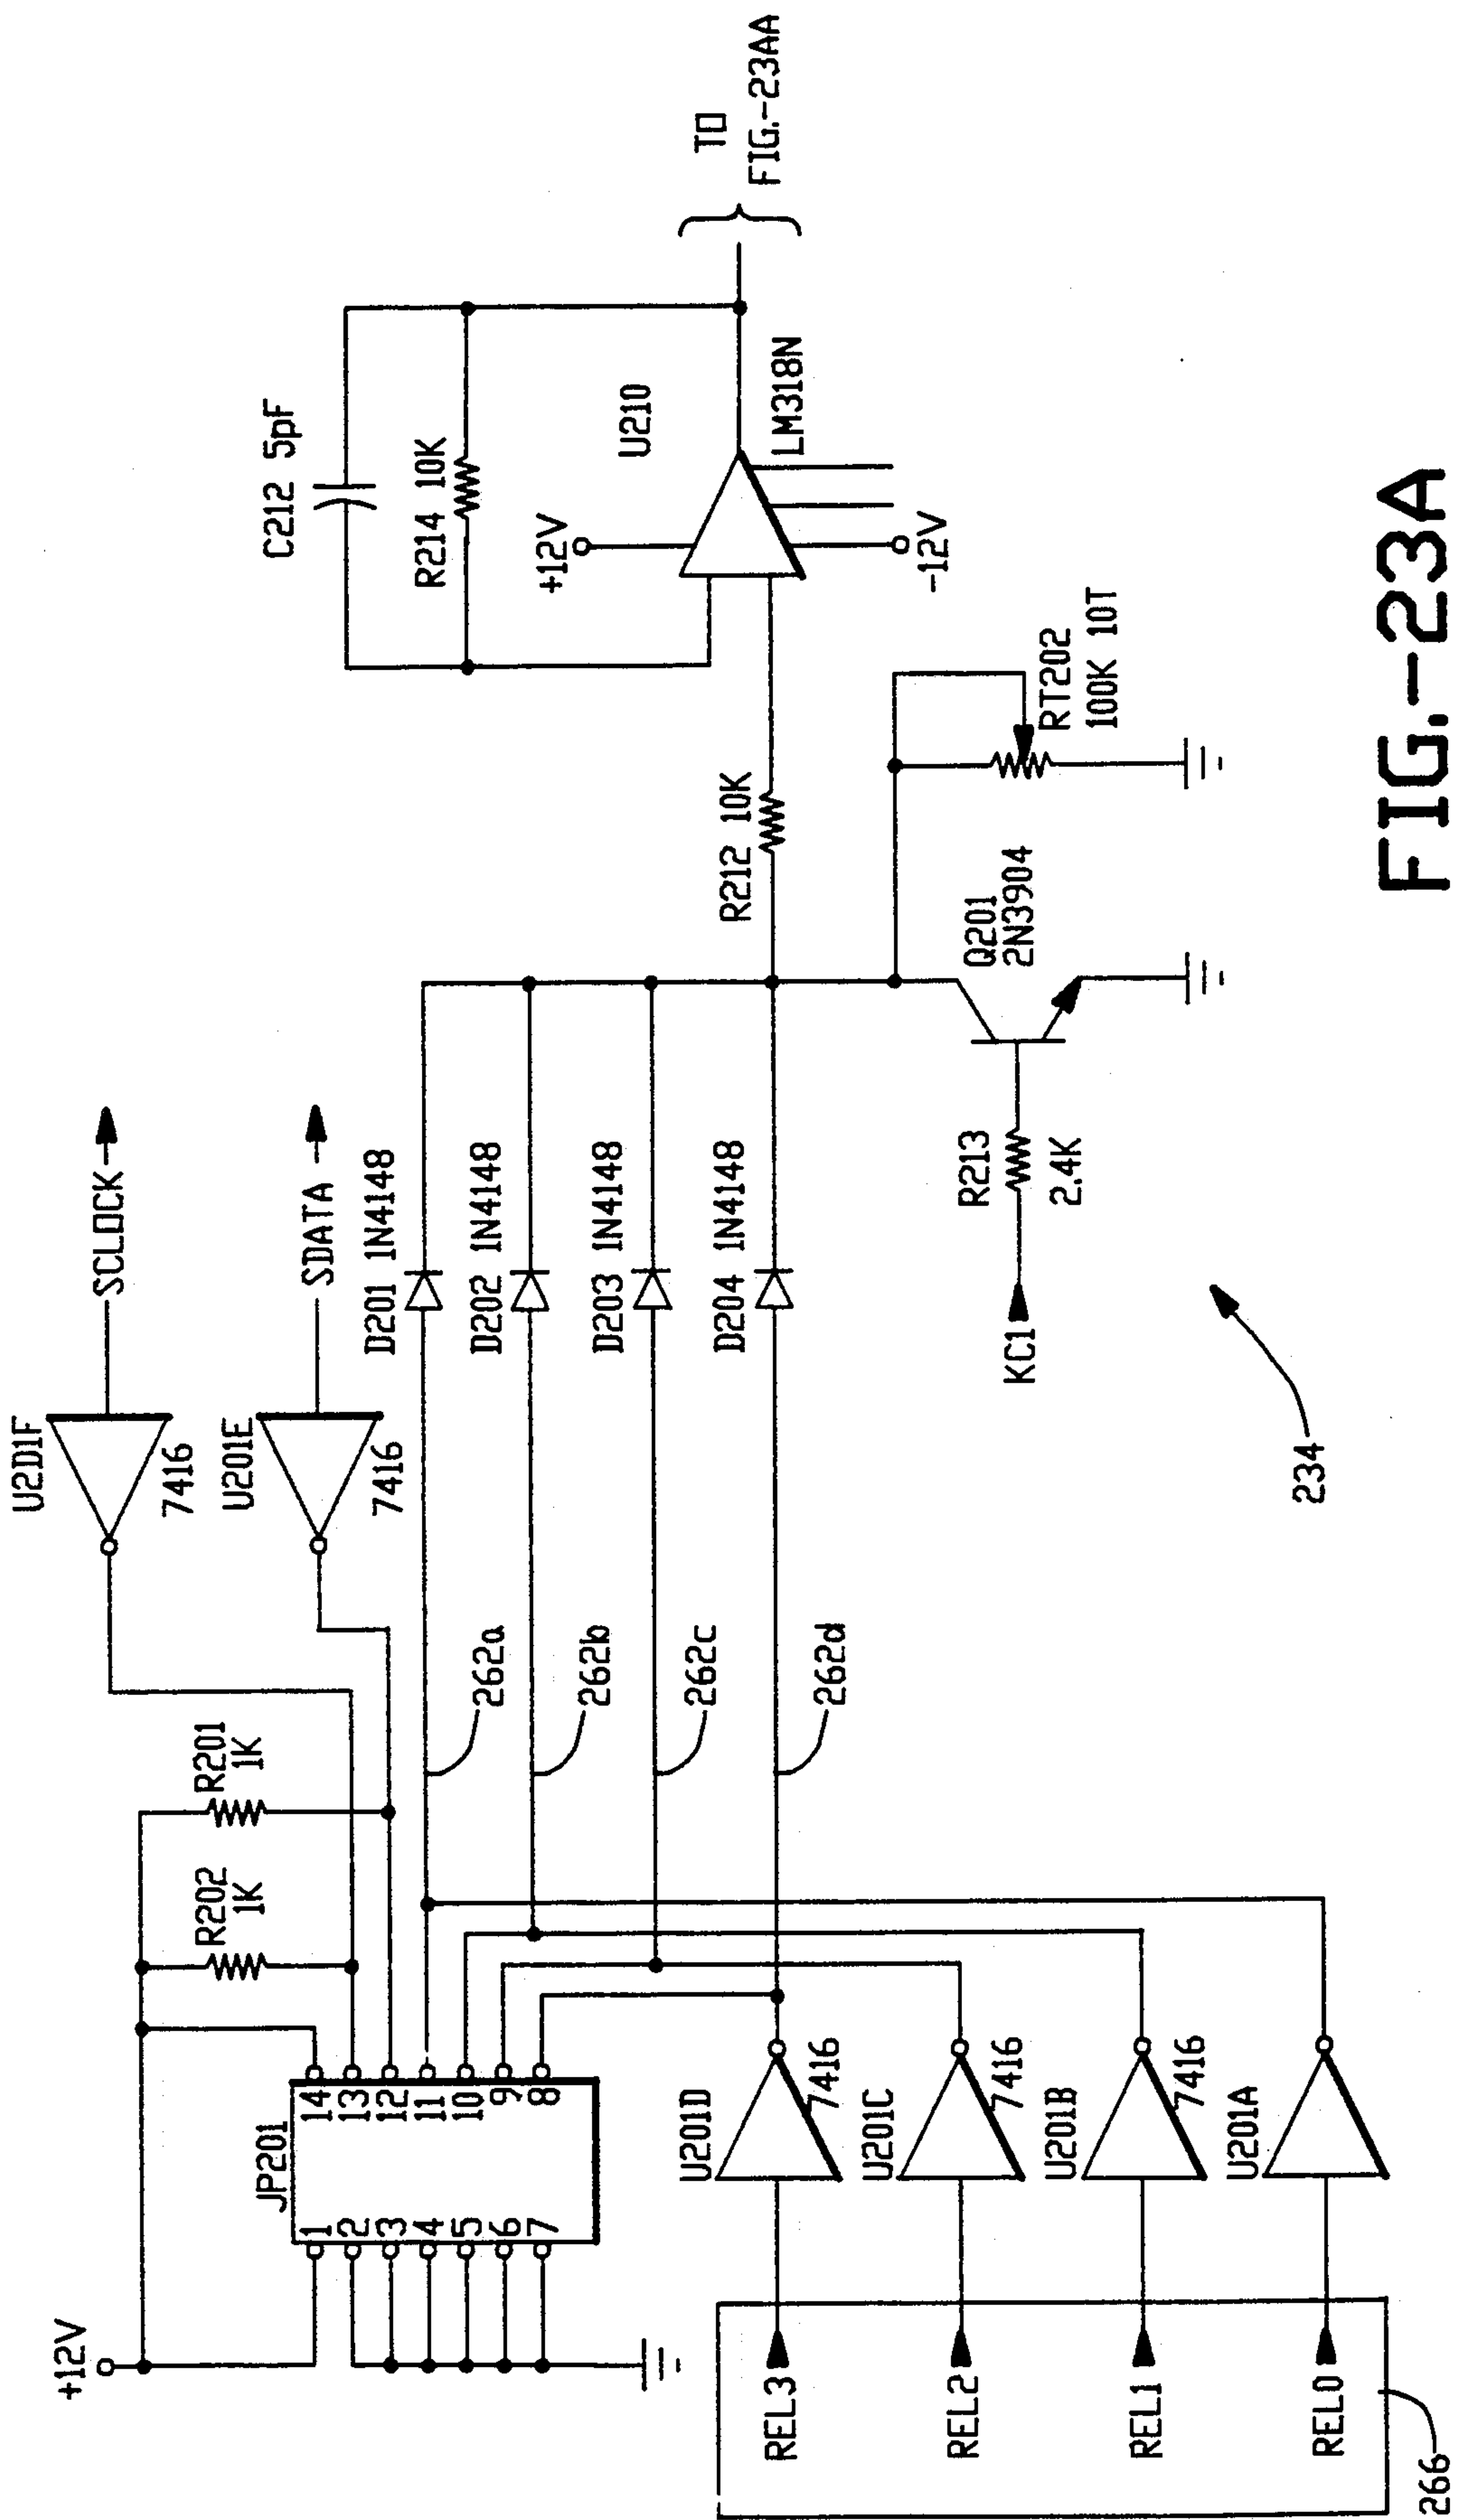 +12V
JP201
1
2
3
4
5
6
7
14
13
12
11
10
9
8
R202
1K
R201
1K
U2D1F
7416
SCLOCK
U201E
7416
SDATA
D201 1N4148
D202 1N4148
D203 1N4148
D204 1N4148
262a
262b
262c
262d
C212 5pF
R214 10K
+12V
U210
LM318N
-12V
TO
FIG.-23AA
R212 10K
RT202
100K 10T
Q201
2N3904
R213
2.4K
KC1
234
REL3
U201D
7416
REL2
U201C
7416
REL1
U201B
7416
REL0
U201A
266
FIG.-23A